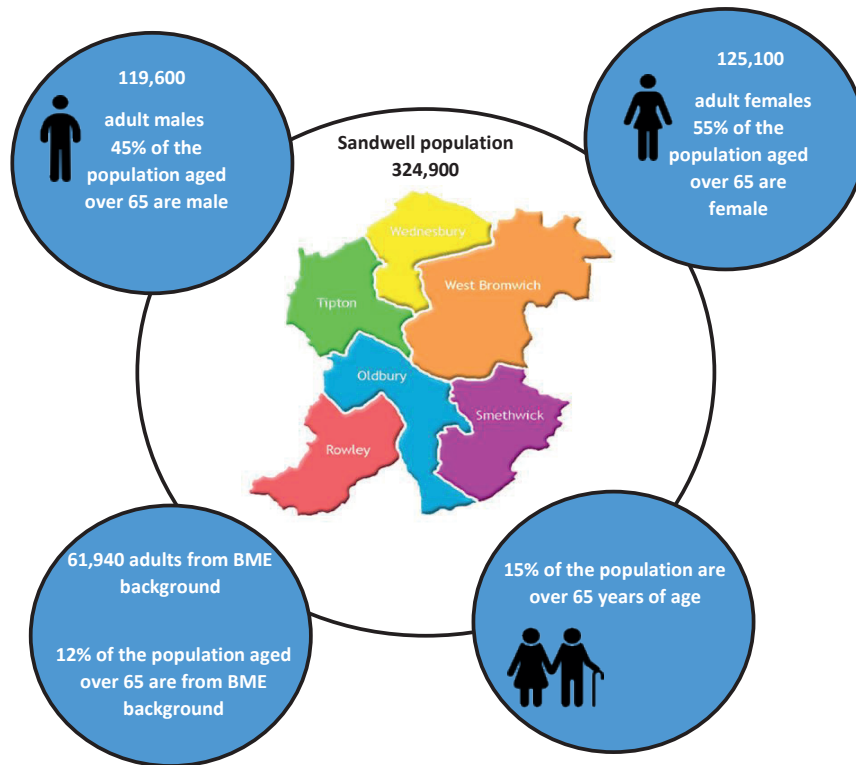 119,600
adult males
45% of the
population aged
over 65 are male
125,100
adult females
55% of the
population aged
over 65 are
female
Sandwell population
324,900
Wednesbury
West Bromwich
Tipton
Oldbury
Smethwick
Rowley
61,940 adults from BME
background
12% of the population aged
over 65 are from BME
background
15% of the population are
over 65 years of age